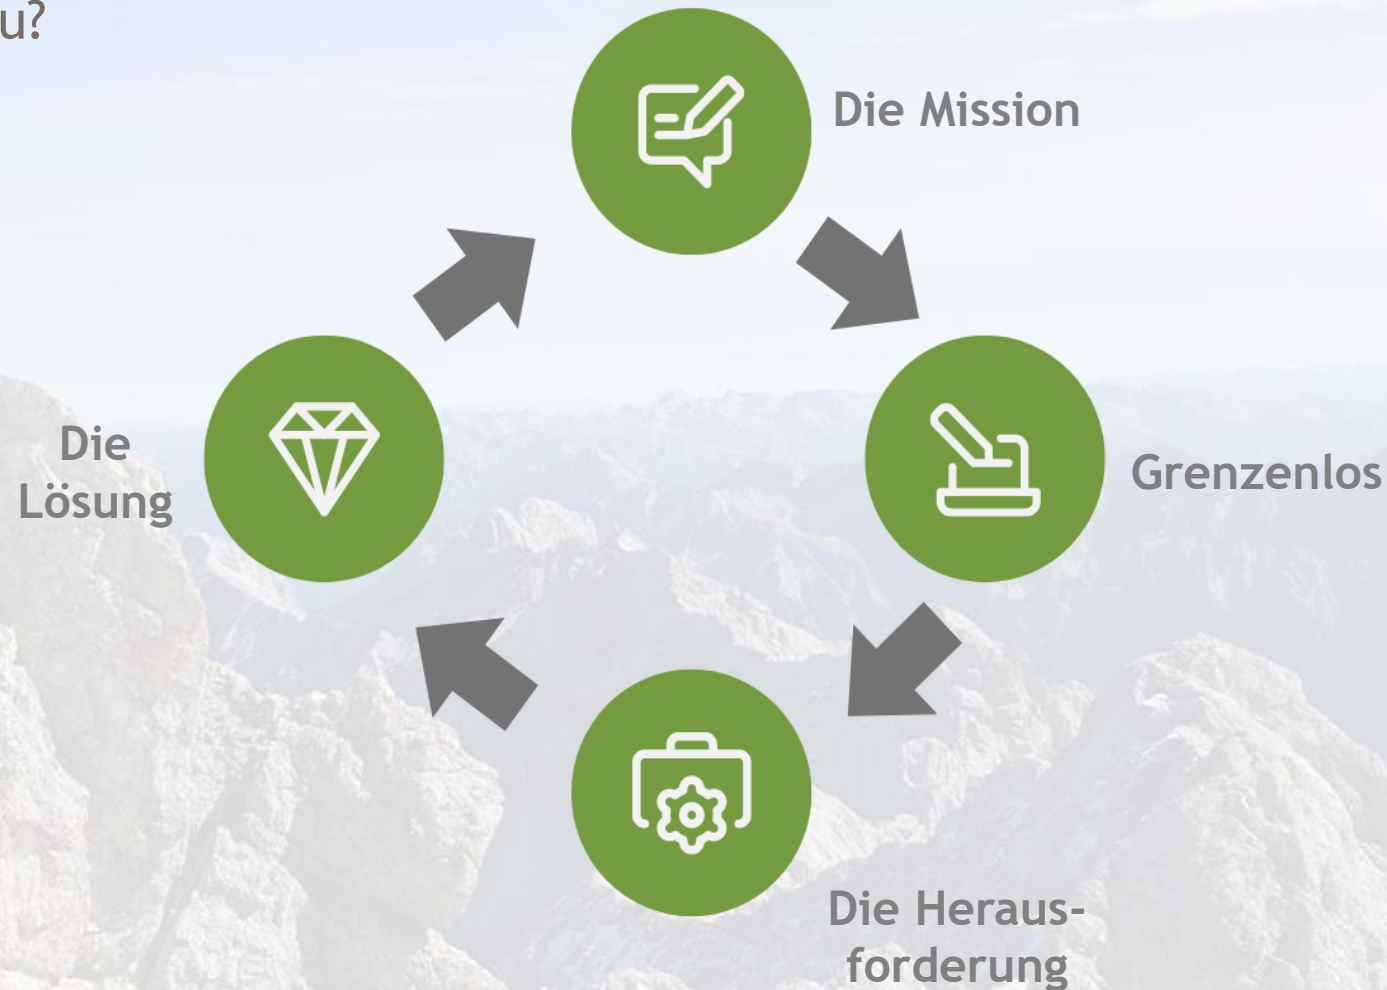 u?
Die Mission
Die
Lösung
Grenzenlos
Die Heraus-
forderung